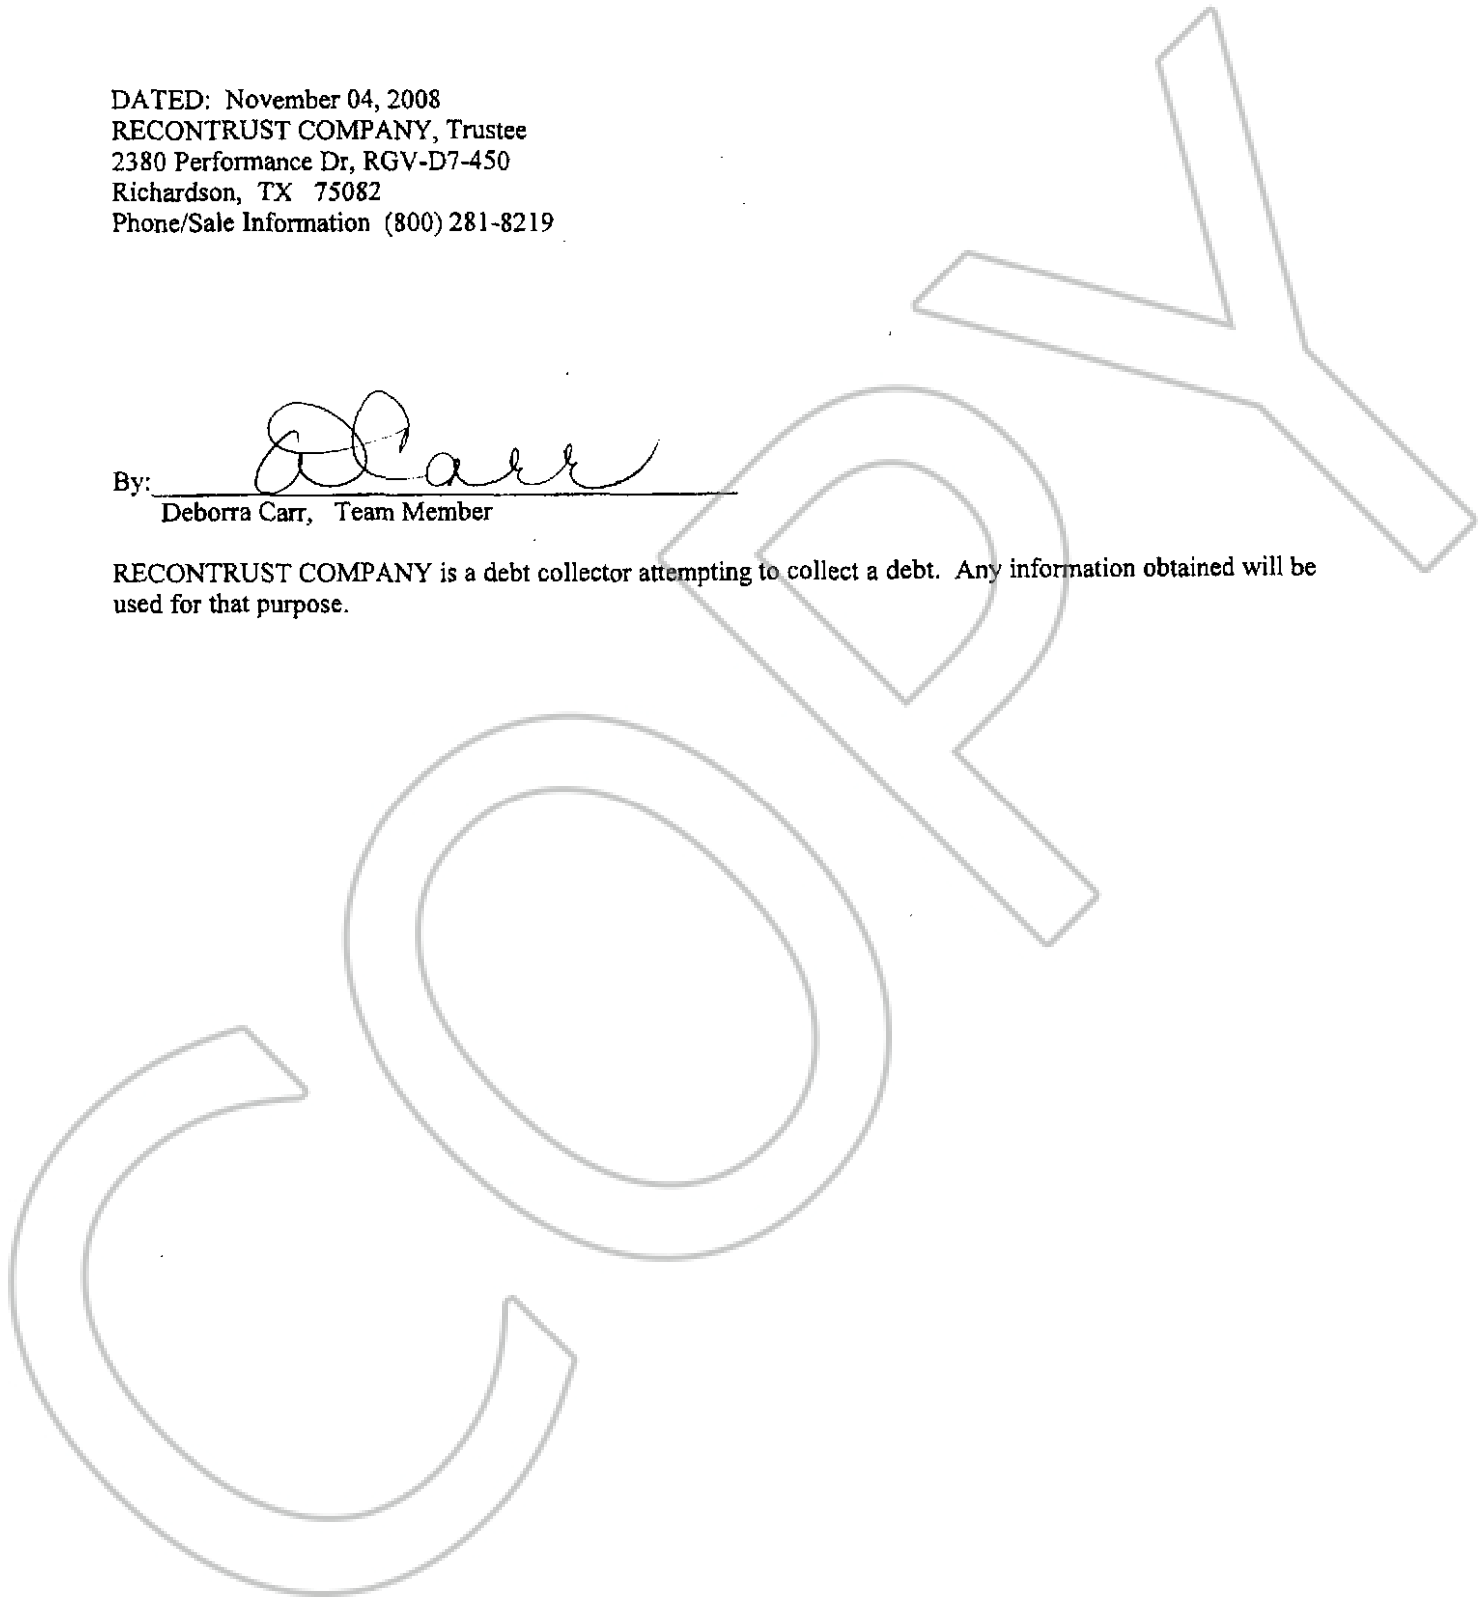 DATED: November 04, 2008
RECONTRUST COMPANY, Trustee
2380 Performance Dr, RGV-D7-450
Richardson, TX 75082
Phone/Sale Information (800) 281-8219
DCarr
By:
Deborra Carr, Team Member
RECONTRUST COMPANY is a debt collector attempting to collect a debt. Any information obtained will be
used for that purpose.
COPY